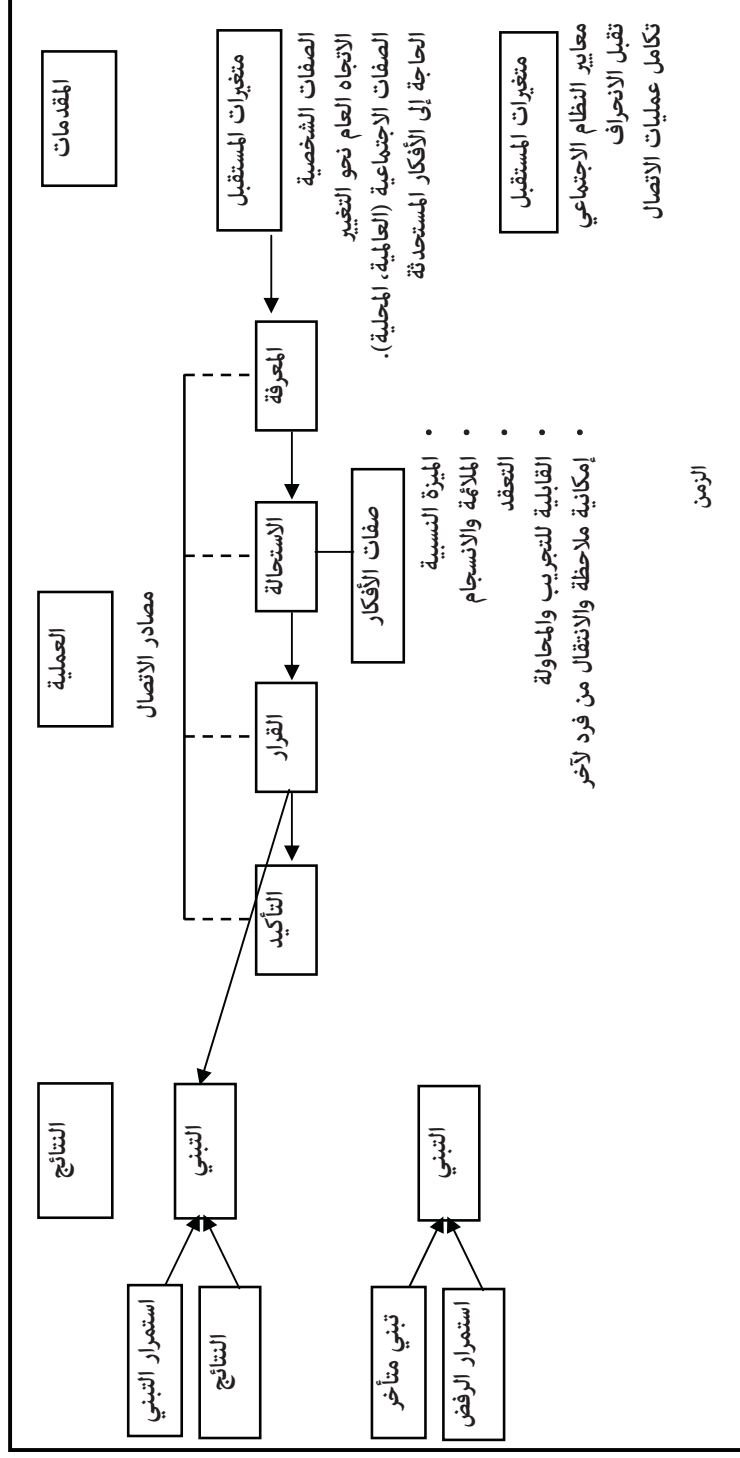 المقدمات
العملية
النتائج
متغيرات المستقبل
الصفات الشخصية
الصفات الاجتماعية (العالمية، المحلية).
الاتجاه العام نحو التغيير
الحاجة إلى الأفكار المستحدثة
متغيرات المستقبل
معايير النظام الاجتماعي
تقبل الانحراف
تكامل عمليات الاتصال
مصادر الاتصال
المعرفة
الاستحالة
القرار
التأكيد
صفات الأفكار
• الميزة النسبية
• الملائمة والانسجام
• التعقد
• القابلية للتجريب والمحاولة
• إمكانية ملاحظة والانتقال من فرد لآخر
الزمن
التبني
استمرار التبني
النتائج
التبني
تبني متأخر
استمرار الرفض